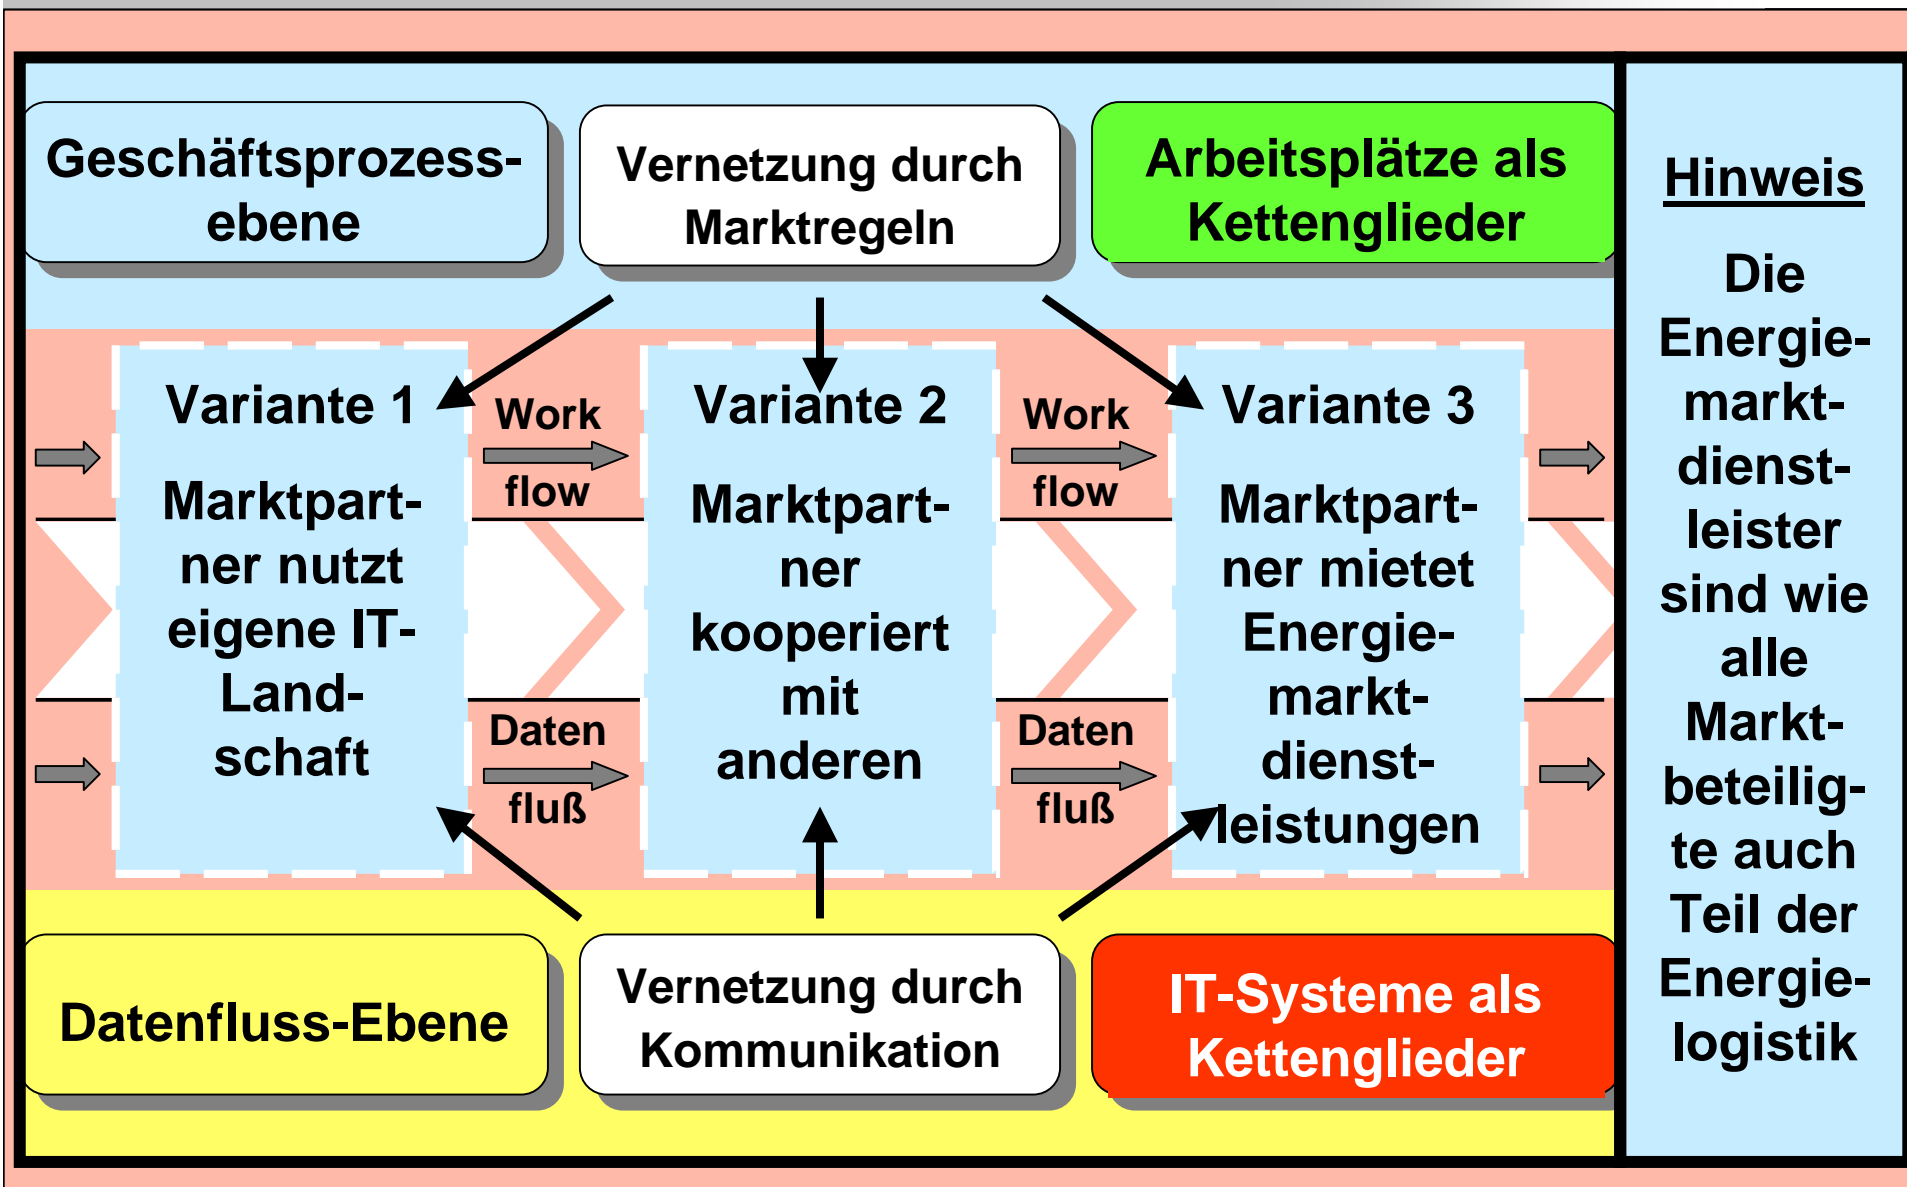 Geschäftsprozess-
ebene
Vernetzung durch
Marktregeln
Arbeitsplätze als
Kettenglieder
Variante 1
Marktpart-
ner nutzt
eigene IT-
Land-
schaft
Work
flow
Daten
fluß
Variante 2
Marktpart-
ner
kooperiert
mit
anderen
Work
flow
Daten
fluß
Variante 3
Marktpart-
ner mietet
Energie-
markt-
dienst-
leistungen
Datenfluss-Ebene
Vernetzung durch
Kommunikation
IT-Systeme als
Kettenglieder
Hinweis
Die
Energie-
markt-
dienst-
leister
sind wie
alle
Markt-
beteilig-
te auch
Teil der
Energie-
logistik